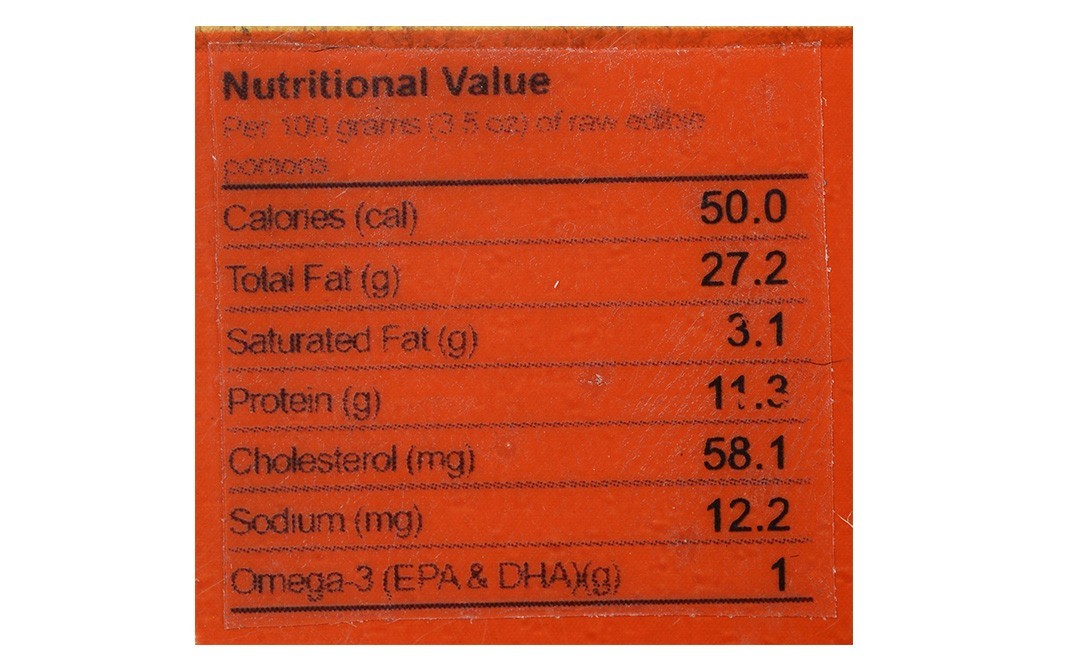 Nutritional Value
Per 100 grams (3.5 oz) of raw edible
portions
Calories (cal) 50.0
Total Fat (g) 27.2
Saturated Fat (g) 3.1
Protein (g) 11.3
Cholesterol (mg) 58.1
Sodium (mg) 12.2
Omega-3 (EPA & DHA)(g) 1